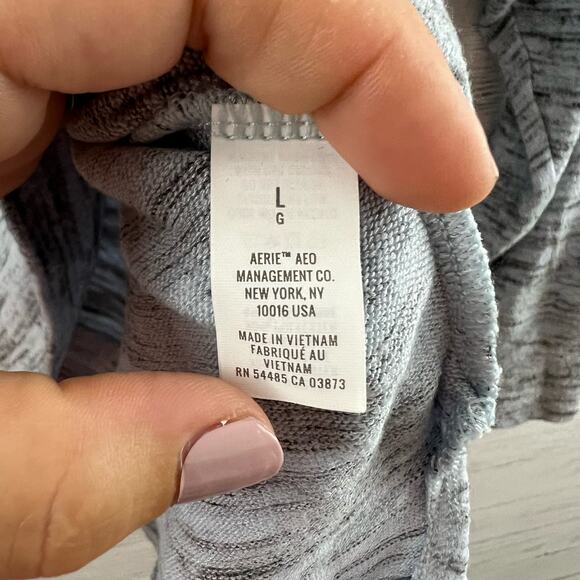 L
G
AERIE™ AEO
MANAGEMENT CO.
NEW YORK, NY
10016 USA
MADE IN VIETNAM
FABRIQUÉ AU
VIETNAM
RN 54485 CA 03873